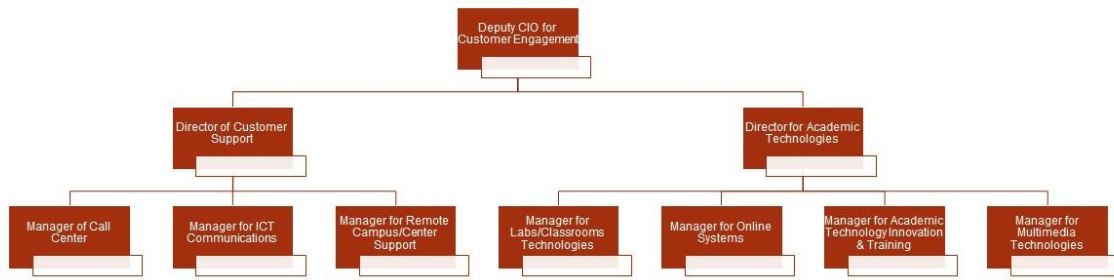 Deputy CIO for
Customer Engagement
Director of Customer
Support
Director for Academic
Technologies
Manager of Call
Center
Manager for ICT
Communications
Manager for Remote
Campus/Center
Support
Manager for
Labs/Classrooms
Technologies
Manager for Online
Systems
Manager for Academic
Technology Innovation
& Training
Manager for
Multimedia
Technologies